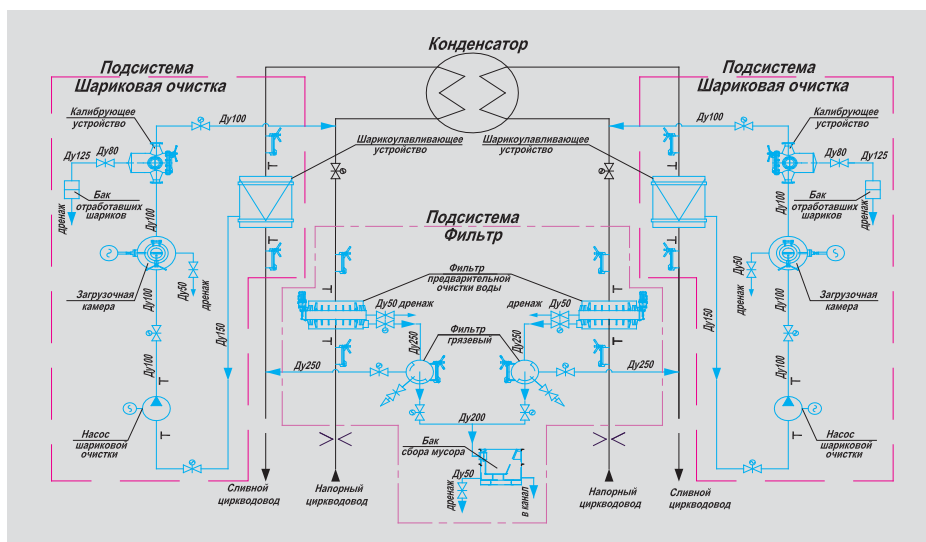 Конденсатор
Подсистема
Шариковая очистка
Подсистема
Шариковая очистка
Калибрующее
устройство
Ду100
Ду100
Калибрующее
устройство
Шарикоулавливающее
устройство
Шарикоулавливающее
устройство
Ду125
Ду80
Ду80
Ду125
Бак
отработавших
шариков
дренаж
Ду100
Бак
отработавших
шариков
дренаж
Ду100
Подсистема
Фильтр
Загрузочная
камера
Ду50
дренаж
Ду100
Фильтр
предварительной
очистки воды
Ду50
дренаж
Ду100
Загрузочная
камера
Ду50 дренаж
дренаж Ду50
Ду150
Ду250
Фильтр
грязевый
Ду250
Ду150
Ду100
Ду250
Ду250
Ду100
Насос
шариковой
очистки
Ду200
Бак
сбора мусора
Насос
шариковой
очистки
Ду50
дренаж
в канал
Сливной
циркводовод
Напорный
циркводовод
Напорный
циркводовод
Сливной
циркводовод